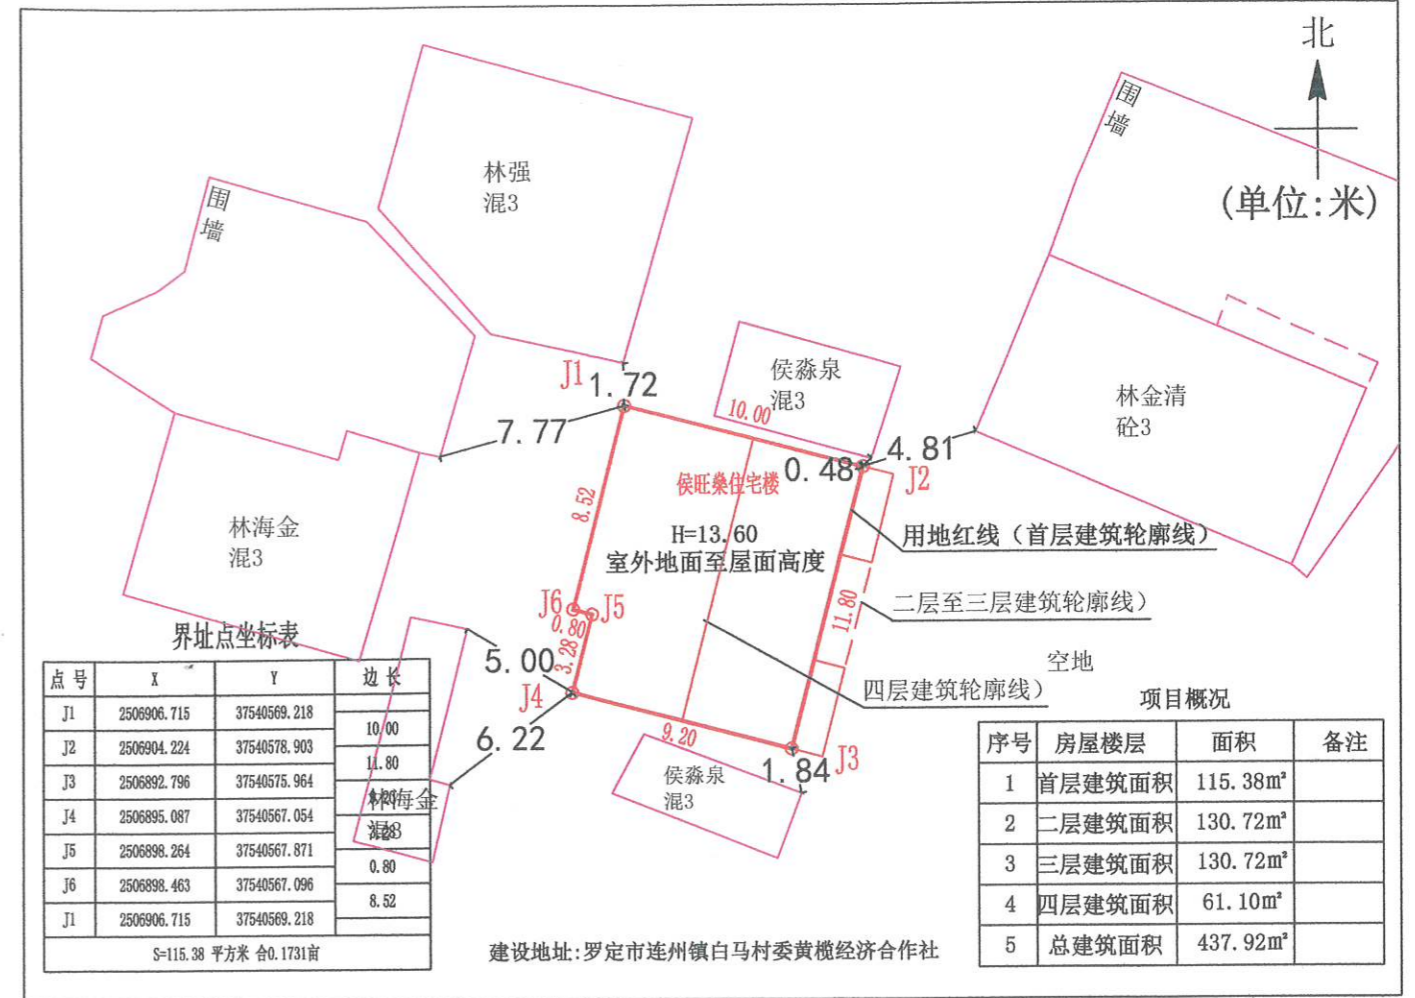 北
(单位:米)
围
墙
林强
混3
围
墙
侯淼泉
混3
林金清
砼3
J1
1.72
10.00
7.77
4.81
0.48
J2
侯旺燊住宅楼
H=13.60
室外地面至屋面高度
8.52
用地红线（首层建筑轮廓线）
林海金
混3
J6
J5
0.80
11.80
二层至三层建筑轮廓线）
3.28
5.00
空地
J4
四层建筑轮廓线）
6.22
9.20
1.84
J3
侯淼泉
混3
林海金
混3
界址点坐标表
点 号 X Y 边 长
J1 2506906.715 37540569.218
10.00
J2 2506904.224 37540578.903
11.80
J3 2506892.796 37540575.964
J4 2506895.087 37540567.054
J5 2506898.264 37540567.871
0.80
J6 2506898.463 37540567.096
8.52
J1 2506906.715 37540569.218
S=115.38 平方米 合0.1731亩
建设地址:罗定市连州镇白马村委黄榄经济合作社
项目概况
序号 房屋楼层 面积 备注
1 首层建筑面积 115.38m²
2 二层建筑面积 130.72m²
3 三层建筑面积 130.72m²
4 四层建筑面积 61.10m²
5 总建筑面积 437.92m²